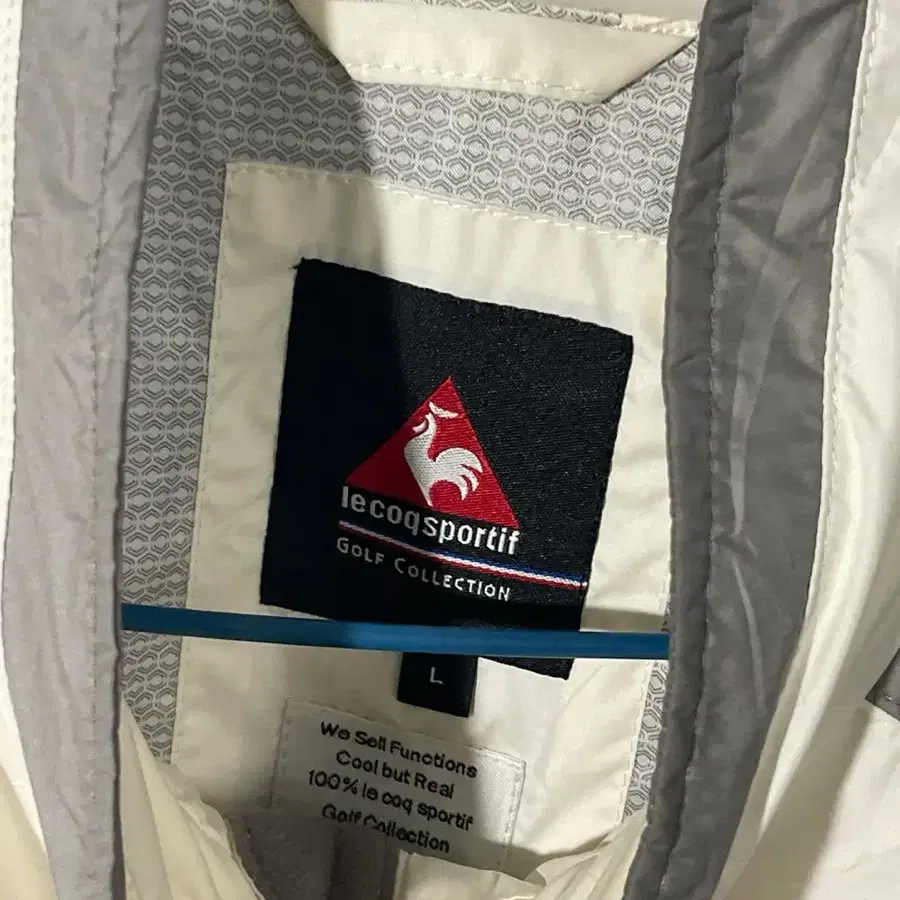 lecoqsportif
GOLF COLLECTION
L
We Sell Functions
Cool but Real
100% le coq sportif
Golf Collection